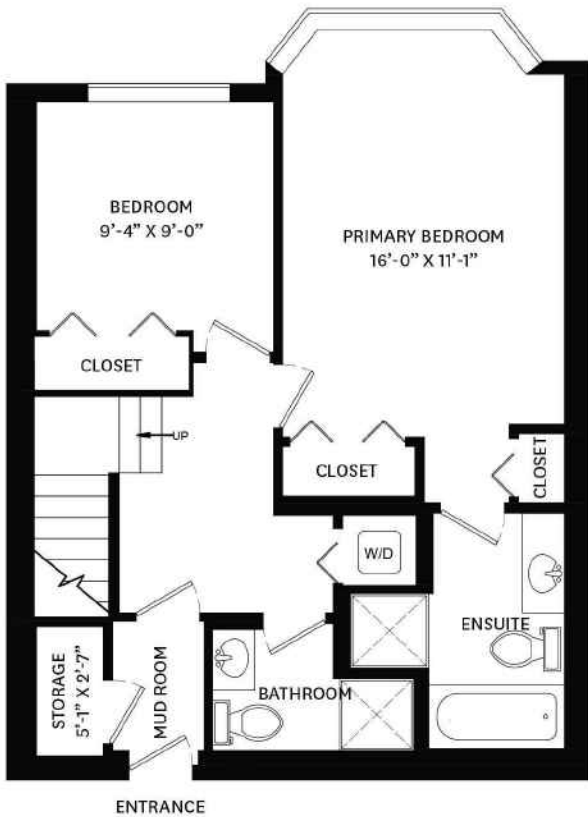 BEDROOM
9'-4" X 9'-0"
PRIMARY BEDROOM
16'-0" X 11'-1"
CLOSET
UP
CLOSET
CLOSET
W/D
ENSUITE
STORAGE
5'-1" X 2'-7"
MUD ROOM
BATHROOM
ENTRANCE